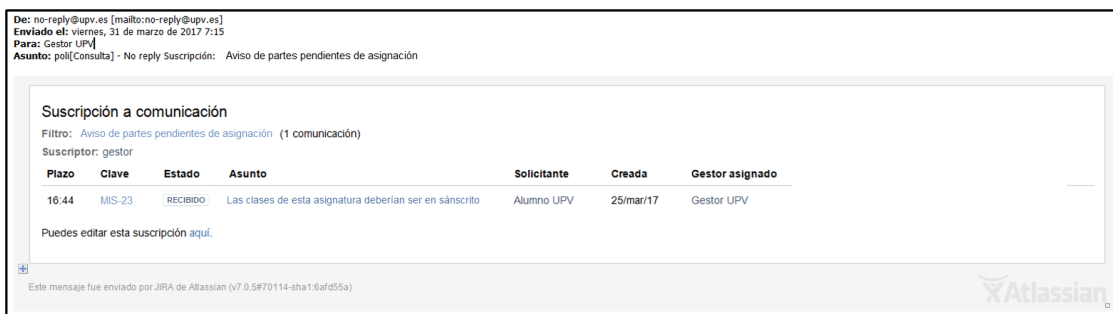 De: no-reply@upv.es [mailto:no-reply@upv.es]
Enviado el: viernes, 31 de marzo de 2017 7:15
Para: Gestor UPV
Asunto: poli[Consulta] - No reply Suscripción: Aviso de partes pendientes de asignación
Suscripción a comunicación
Filtro: Aviso de partes pendientes de asignación (1 comunicación)
Suscriptor: gestor
Plazo Clave Estado Asunto Solicitante Creada Gestor asignado
16:44 MIS-23 RECIBIDO Las clases de esta asignatura deberían ser en sánscrito Alumno UPV 25/mar/17 Gestor UPV
Puedes editar esta suscripción aquí.
Este mensaje fue enviado por JIRA de Atlassian (v7.0.5#70114-sha1:6afd55a)
Atlassian